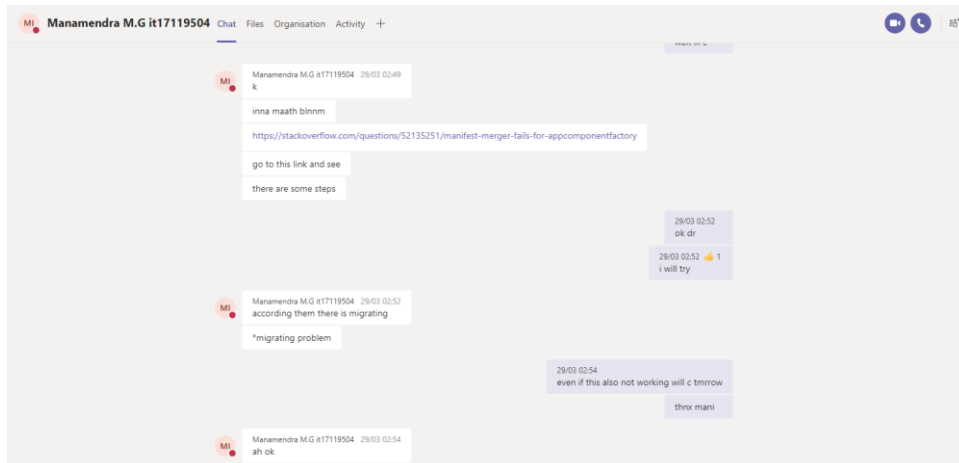 MI Manamendra M.G it17119504 Chat Files Organisation Activity +
Manamendra M.G it17119504 29/03 02:49
MI
k
inna maath blnnm
https://stackoverflow.com/questions/52135251/manifest-merger-fails-for-appcomponentfactory
go to this link and see
there are some steps
29/03 02:52
ok dr
29/03 02:52 👍 1
i will try
Manamendra M.G it17119504 29/03 02:52
MI
according them there is migrating
*migrating problem
29/03 02:54
even if this also not working will c tmrrow
thnx mani
Manamendra M.G it17119504 29/03 02:54
MI
ah ok